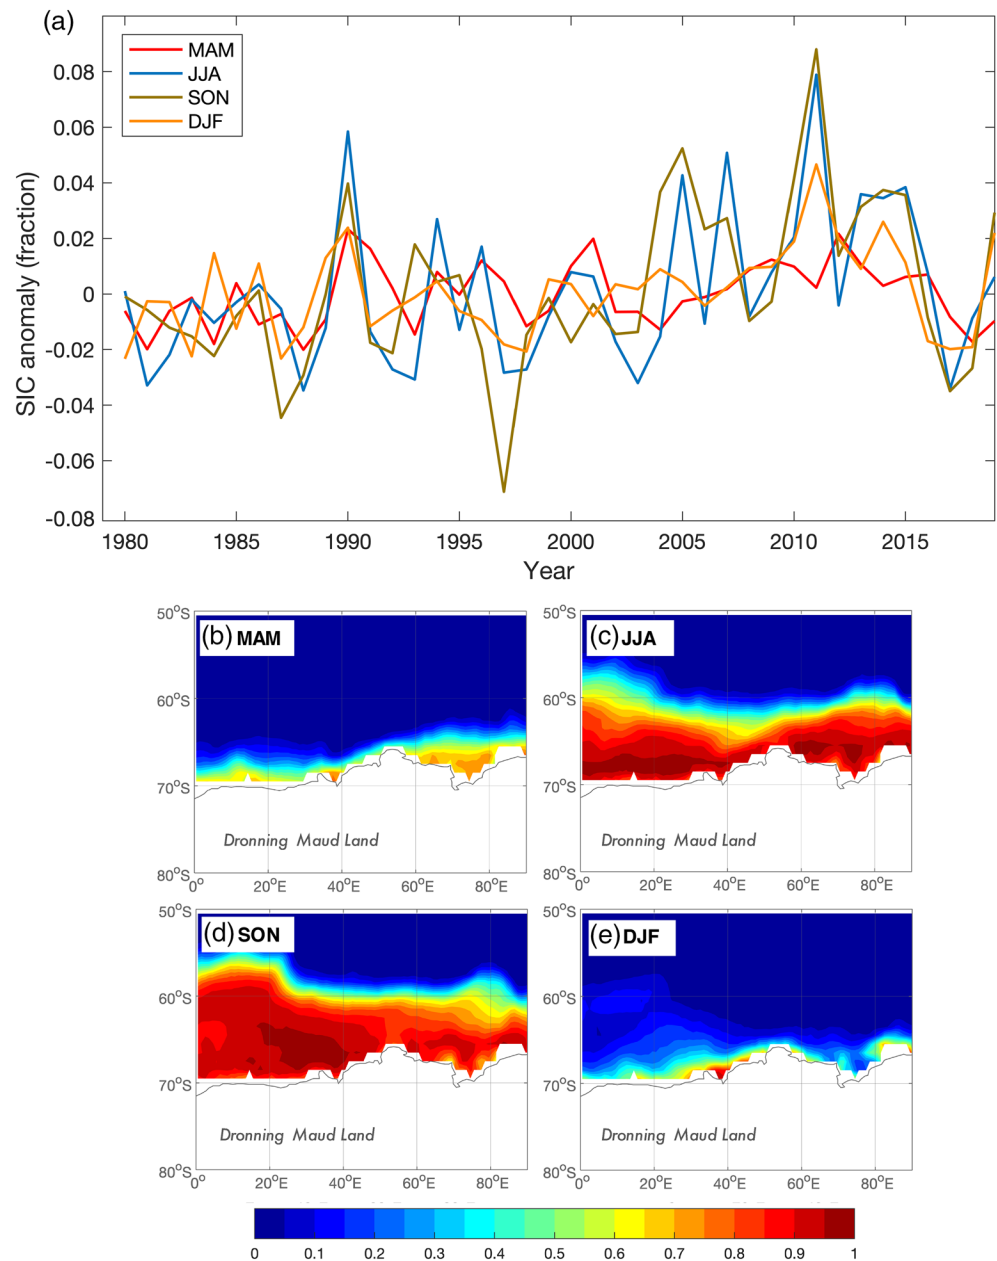 (a)
MAM
JJA
SON
DJF
SIC anomaly (fraction)
0.08
0.06
0.04
0.02
0
-0.02
-0.04
-0.06
-0.08
1980 1985 1990 1995 2000 2005 2010 2015
Year
(b) MAM
50°S
60°S
70°S
80°S
Dronning Maud Land
0° 20°E 40°E 60°E 80°E
(c) JJA
50°S
60°S
70°S
80°S
Dronning Maud Land
0° 20°E 40°E 60°E 80°E
(d) SON
50°S
60°S
70°S
80°S
Dronning Maud Land
0° 20°E 40°E 60°E 80°E
(e) DJF
50°S
60°S
70°S
80°S
Dronning Maud Land
0° 20°E 40°E 60°E 80°E
0 0.1 0.2 0.3 0.4 0.5 0.6 0.7 0.8 0.9 1